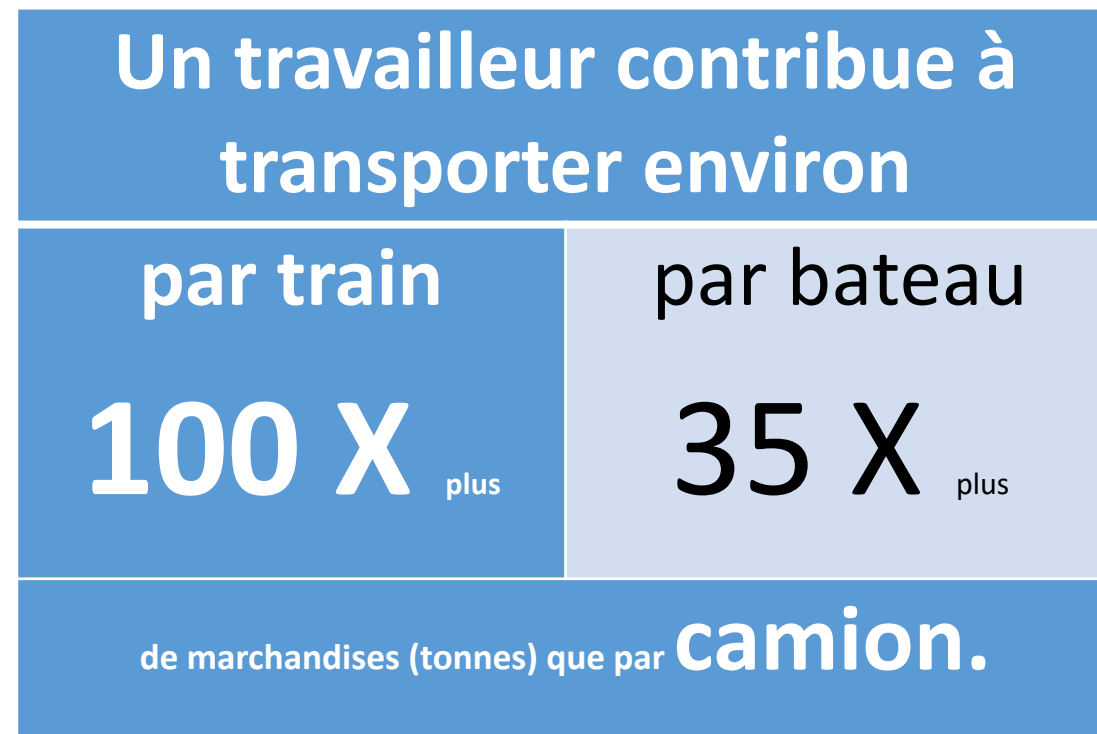 Un travailleur contribue à
transporter environ
par train
100 X plus
par bateau
35 X plus
de marchandises (tonnes) que par camion.